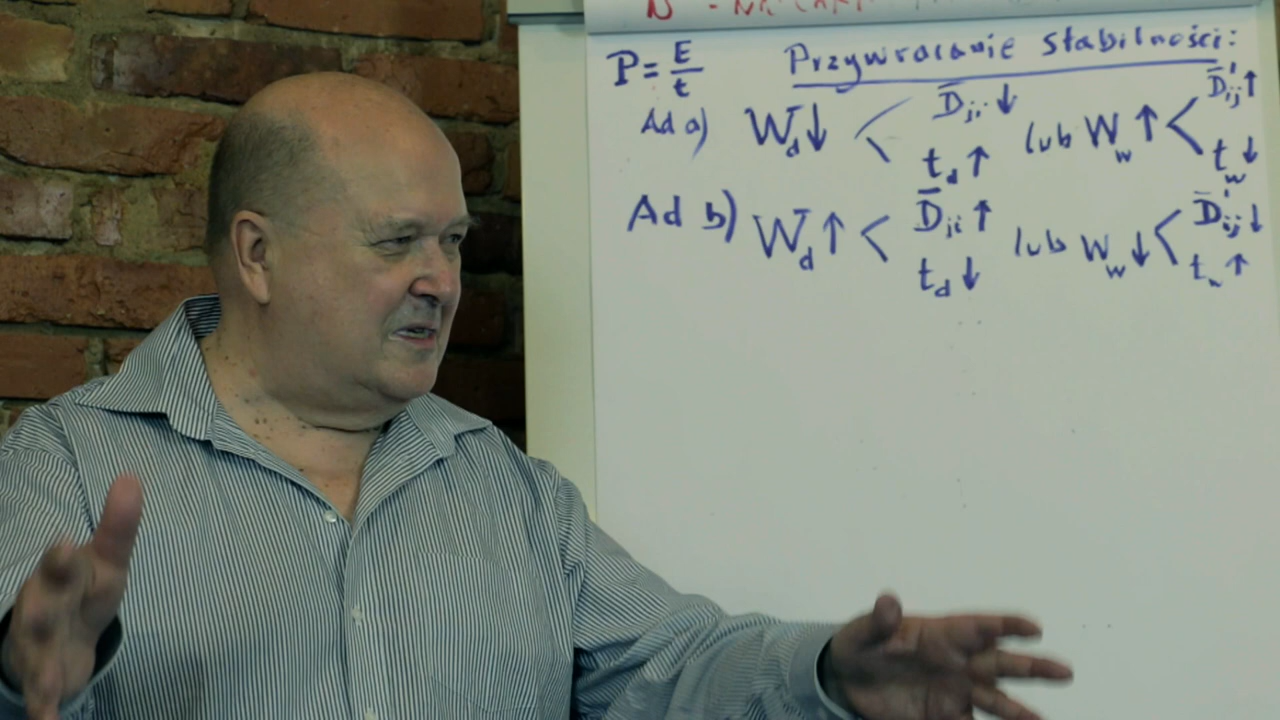 P = E/t Przywracanie stabilności:
Ad a) W̄d↓ < D̄ji↓ td↑ lub Ww↑ < D̄ij↑ tw↓
Ad b) W̄d↑ < D̄ji↑ td↓ lub Ww↓ < D̄ij↓ tw↑